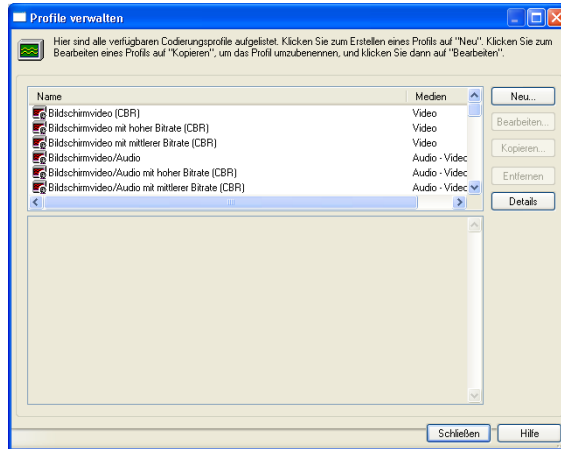 Profile verwalten
Hier sind alle verfügbaren Codierungsprofile aufgelistet. Klicken Sie zum Erstellen eines Profils auf "Neu". Klicken Sie zum
Bearbeiten eines Profils auf "Kopieren", um das Profil umzubenennen, und klicken Sie dann auf "Bearbeiten".
Name Medien
Neu...
Bildschirmvideo (CBR) Video
Bildschirmvideo mit hoher Bitrate (CBR) Video
Bearbeiten...
Bildschirmvideo mit mittlerer Bitrate (CBR) Video
Kopieren...
Bildschirmvideo/Audio Audio - Video
Bildschirmvideo/Audio mit hoher Bitrate (CBR) Audio - Video
Entfernen
Bildschirmvideo/Audio mit mittlerer Bitrate (CBR) Audio - Video
Details
Schließen Hilfe